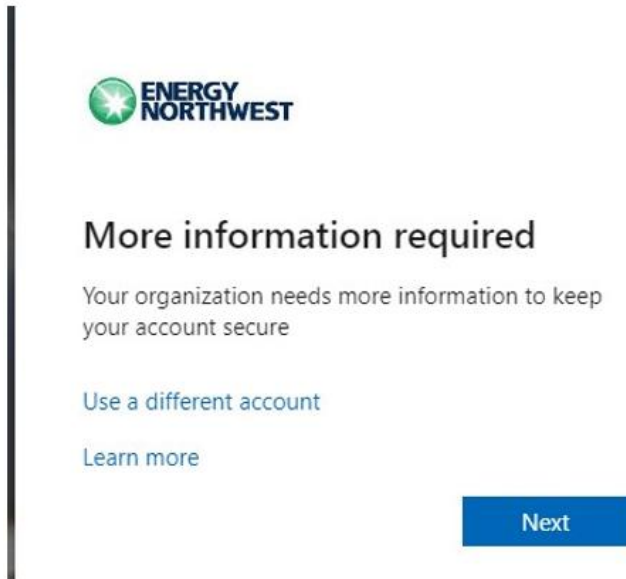 ENERGY
NORTHWEST
More information required
Your organization needs more information to keep
your account secure
Use a different account
Learn more
Next